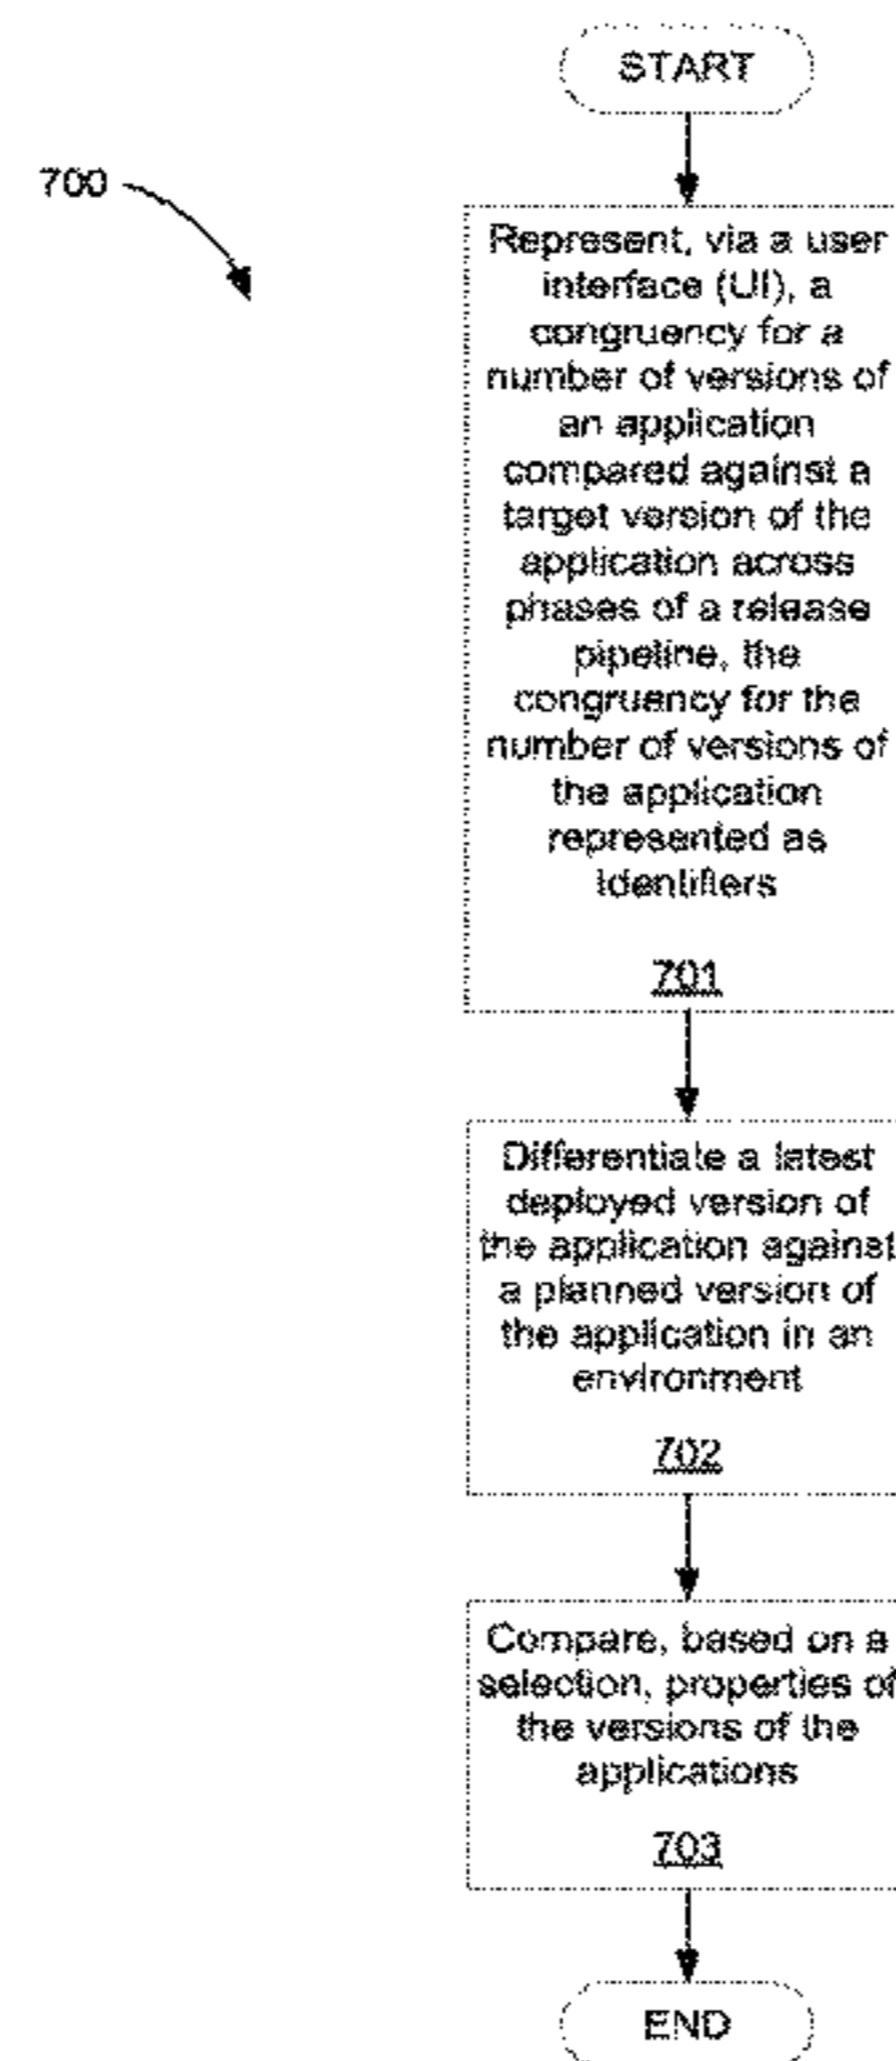 START
700
Represent, via a user
interface (UI), a
congruency for a
number of versions of
an application
compared against a
target version of the
application across
phases of a release
pipeline, the
congruency for the
number of versions of
the application
represented as
identifiers
701
Differentiate a latest
deployed version of
the application against
a planned version of
the application in an
environment
702
Compare, based on a
selection, properties of
the versions of the
applications
703
END